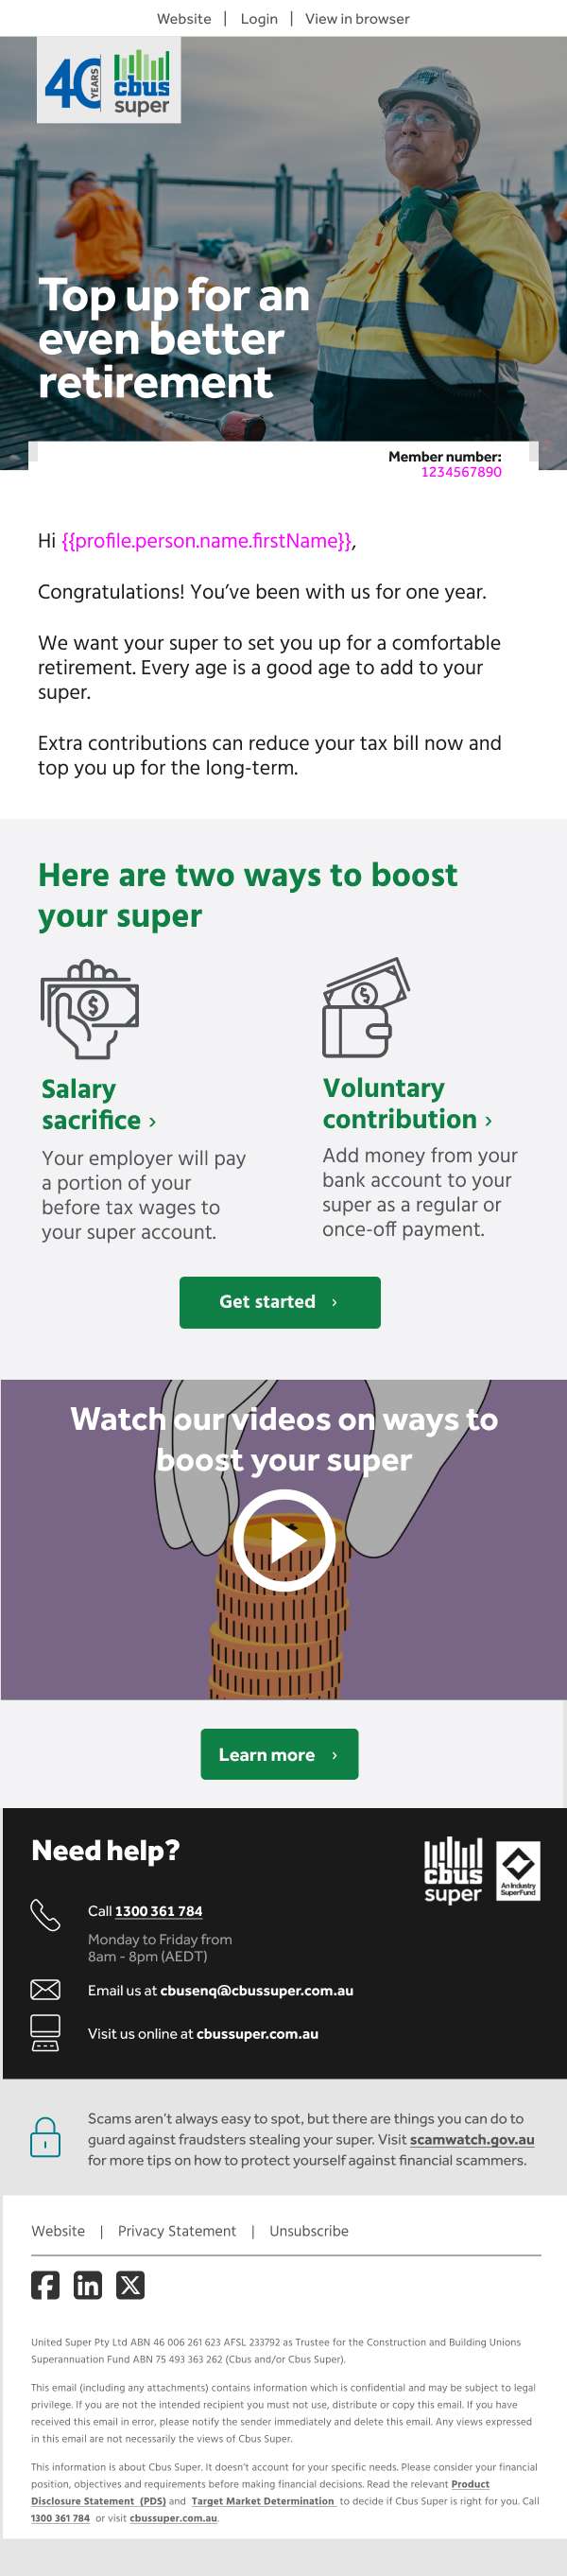 Website | Login | View in browser
40 YEARS
cbus
super
Top up for an
even better
retirement
Member number:
1234567890
Hi {{profile.person.name.firstName}},
Congratulations! You’ve been with us for one year.
We want your super to set you up for a comfortable
retirement. Every age is a good age to add to your
super.
Extra contributions can reduce your tax bill now and
top you up for the long-term.
Here are two ways to boost
your super
Salary
sacrifice ›
Your employer will pay
a portion of your
before tax wages to
your super account.
Voluntary
contribution ›
Add money from your
bank account to your
super as a regular or
once-off payment.
Get started ›
Watch our videos on ways to
boost your super
Learn more ›
Need help?
cbus
super
An Industry
SuperFund
Call 1300 361 784
Monday to Friday from
8am - 8pm (AEDT)
Email us at cbusenq@cbussuper.com.au
Visit us online at cbussuper.com.au
Scams aren’t always easy to spot, but there are things you can do to
guard against fraudsters stealing your super. Visit scamwatch.gov.au
for more tips on how to protect yourself against financial scammers.
Website | Privacy Statement | Unsubscribe
United Super Pty Ltd ABN 46 006 261 623 AFSL 233792 as Trustee for the Construction and Building Unions
Superannuation Fund ABN 75 493 363 262 (Cbus and/or Cbus Super).
This email (including any attachments) contains information which is confidential and may be subject to legal
privilege. If you are not the intended recipient you must not use, distribute or copy this email. If you have
received this email in error, please notify the sender immediately and delete this email. Any views expressed
in this email are not necessarily the views of Cbus Super.
This information is about Cbus Super. It doesn’t account for your specific needs. Please consider your financial
position, objectives and requirements before making financial decisions. Read the relevant Product
Disclosure Statement (PDS) and Target Market Determination to decide if Cbus Super is right for you. Call
1300 361 784 or visit cbussuper.com.au.